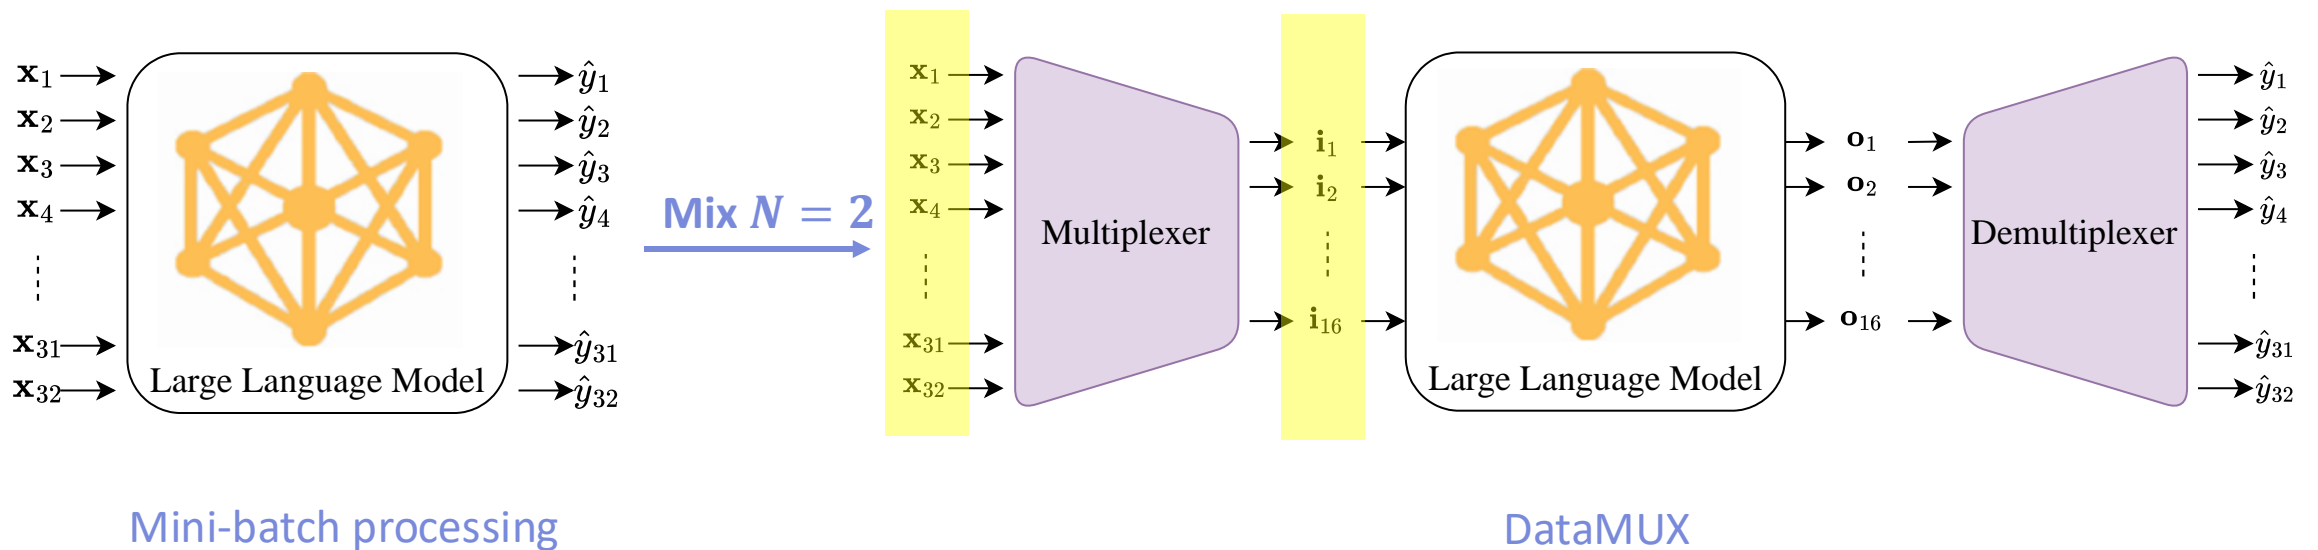 x₁ ŷ₁
x₂ ŷ₂
x₃ ŷ₃
x₄ ŷ₄
x₃₁ ŷ₃₁
x₃₂ ŷ₃₂
Large Language Model
Mini-batch processing
Mix N = 2
x₁
x₂
x₃
x₄
x₃₁
x₃₂
Multiplexer
i₁
i₂
i₁₆
Large Language Model
o₁
o₂
o₁₆
Demultiplexer
ŷ₁
ŷ₂
ŷ₃
ŷ₄
ŷ₃₁
ŷ₃₂
DataMUX